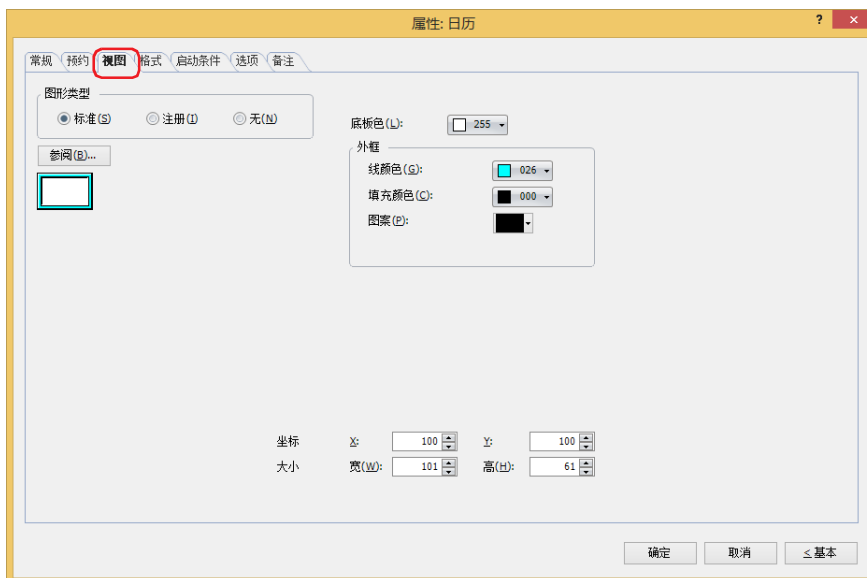 属性: 日历
? ×
常规 预约 视图 格式 启动条件 选项 备注
图形类型
标准(S) 注册(I) 无(N)
参阅(B)...
底板色(L): 255
外框
线颜色(G): 026
填充颜色(C): 000
图案(P):
坐标 X: 100 Y: 100
大小 宽(W): 101 高(H): 61
确定 取消 <基本